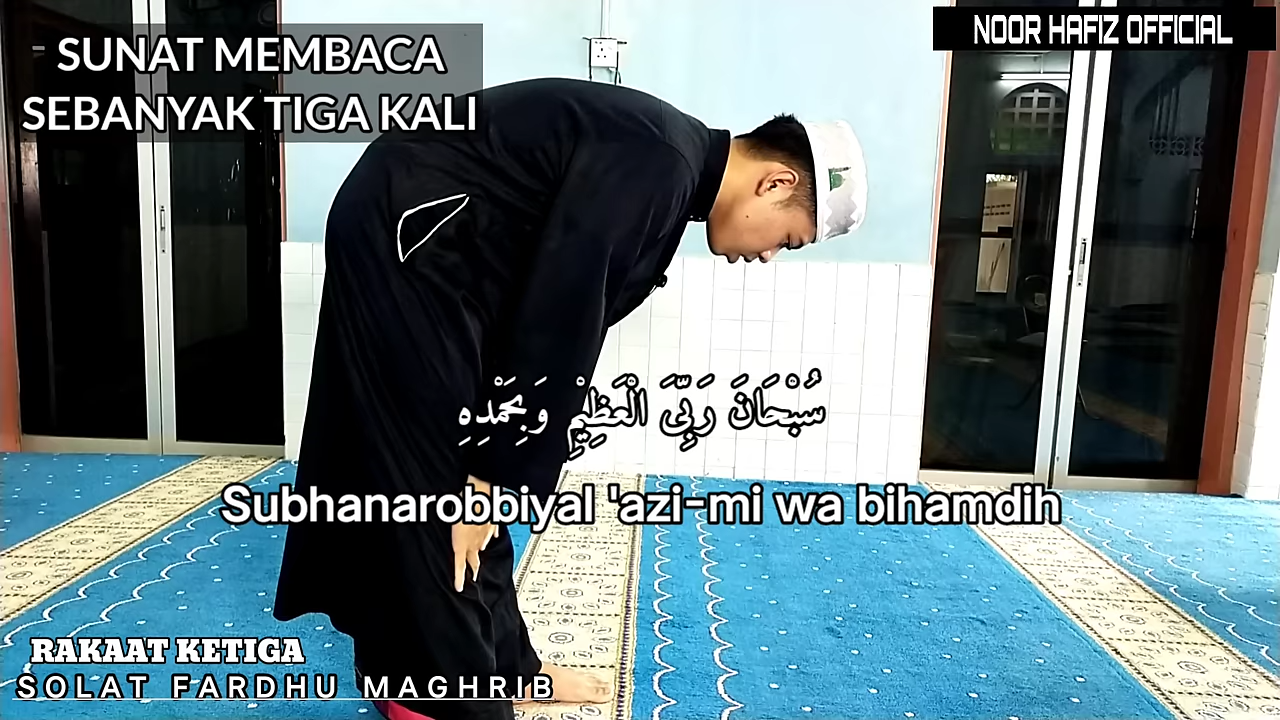 SUNAT MEMBACA
SEBANYAK TIGA KALI
NOOR HAFIZ OFFICIAL
سُبْحَانَ رَبِّىَ الْعَظِيْمِ وَبِحَمْدِهِ
Subhanarobbiyal 'azi-mi wa bihamdih
RAKAAT KETIGA
SOLAT FARDHU MAGHRIB